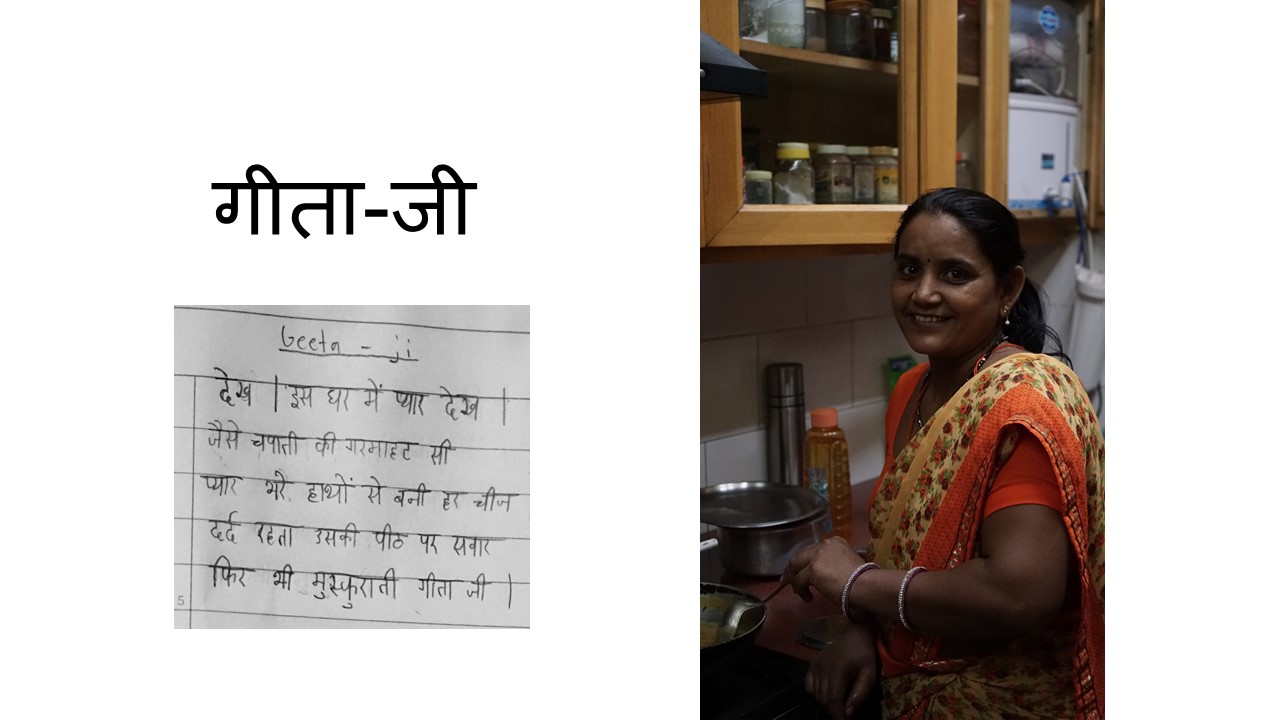 गीता-जी
Geeta - ji
देख | इस घर में प्यार देख |
जैसे चपाती की गरमाहट सी
प्यार भरे हाथों से बनी हर चीज
दर्द रहता उसकी पीठ पर सवार
फिर भी मुस्कुराती गीता जी |
5